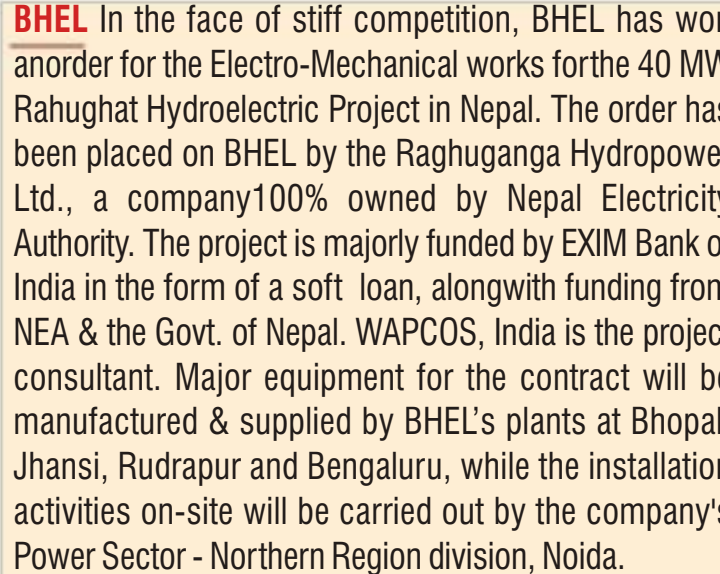 BHEL In the face of stiff competition, BHEL has wo
anorder for the Electro-Mechanical works forthe 40 MW
Rahughat Hydroelectric Project in Nepal. The order has
been placed on BHEL by the Raghuganga Hydropowe
Ltd., a company100% owned by Nepal Electricity
Authority. The project is majorly funded by EXIM Bank o
India in the form of a soft loan, alongwith funding from
NEA & the Govt. of Nepal. WAPCOS, India is the projec
consultant. Major equipment for the contract will be
manufactured & supplied by BHEL's plants at Bhopal
Jhansi, Rudrapur and Bengaluru, while the installation
activities on-site will be carried out by the company's
Power Sector - Northern Region division, Noida.